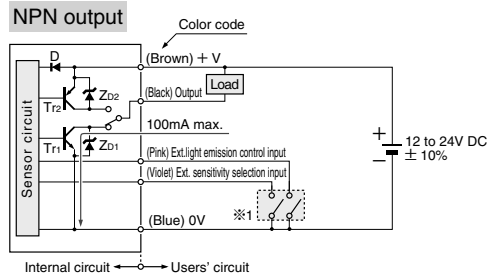 NPN output
Color code
D
(Brown) + V
Load
(Black) Output
ZD2
Tr2
100mA max.
Sensor circuit
Tr1
ZD1
+
12 to 24V DC
± 10%
−
(Pink) Ext.light emission control input
(Violet) Ext. sensitivity selection input
※1
(Blue) 0V
Internal circuit
Users' circuit